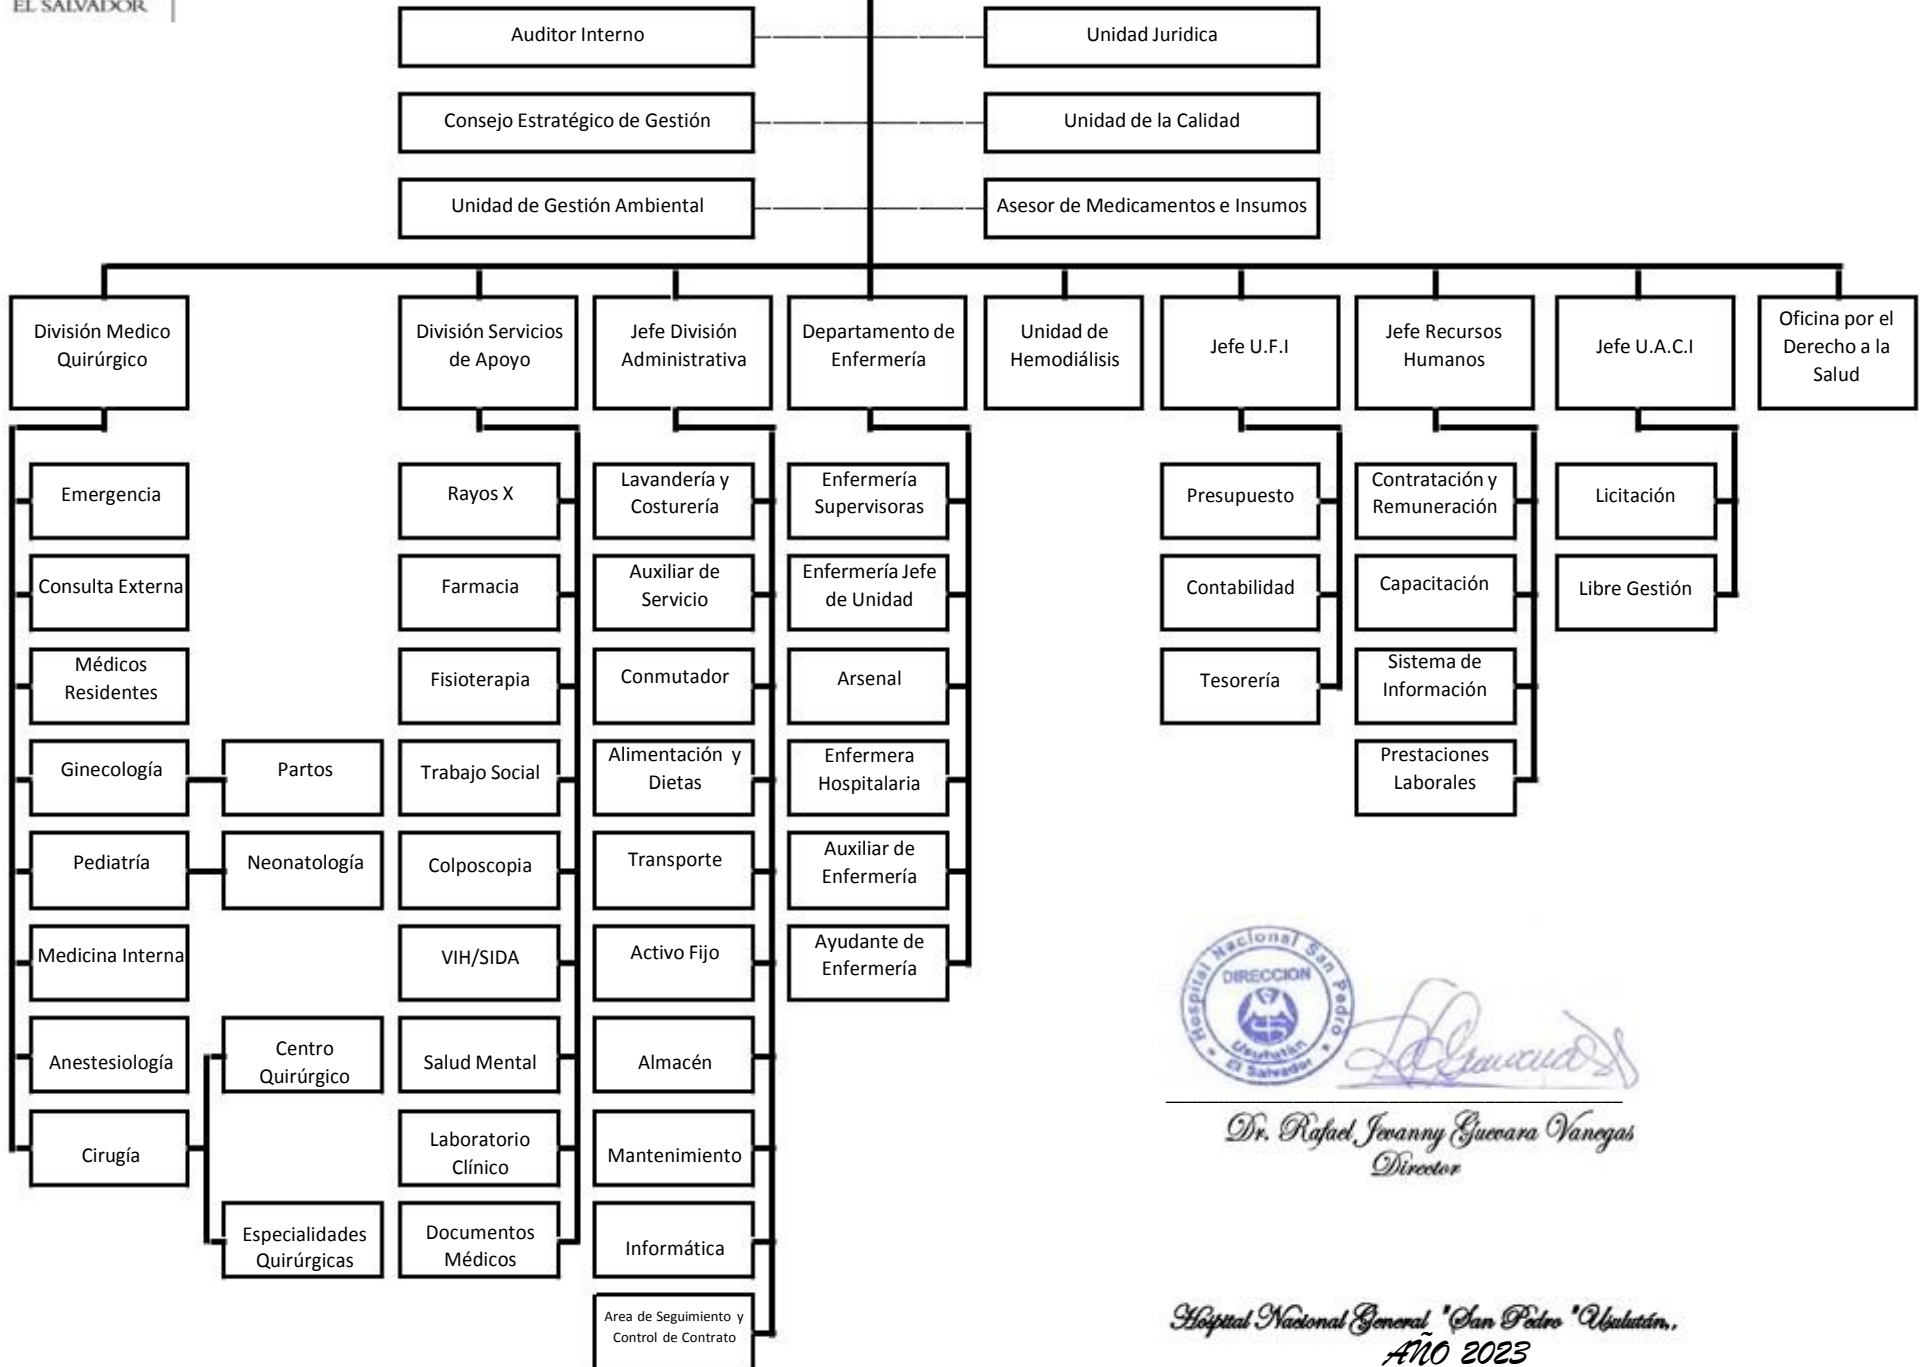 EL SALVADOR
Auditor Interno
Unidad Juridica
Consejo Estratégico de Gestión
Unidad de la Calidad
Unidad de Gestión Ambiental
Asesor de Medicamentos e Insumos
División Medico
Quirúrgico
División Servicios
de Apoyo
Jefe División
Administrativa
Departamento de
Enfermería
Unidad de
Hemodiálisis
Jefe U.F.I
Jefe Recursos
Humanos
Jefe U.A.C.I
Oficina por el
Derecho a la
Salud
Emergencia
Consulta Externa
Médicos
Residentes
Ginecología
Partos
Pediatría
Neonatología
Medicina Interna
Anestesiología
Cirugía
Centro
Quirúrgico
Especialidades
Quirúrgicas
Rayos X
Farmacia
Fisioterapia
Trabajo Social
Colposcopia
VIH/SIDA
Salud Mental
Laboratorio
Clínico
Documentos
Médicos
Lavandería y
Costurería
Auxiliar de
Servicio
Conmutador
Alimentación y
Dietas
Transporte
Activo Fijo
Almacén
Mantenimiento
Informática
Area de Seguimiento y
Control de Contrato
Enfermería
Supervisoras
Enfermería Jefe
de Unidad
Arsenal
Enfermera
Hospitalaria
Auxiliar de
Enfermería
Ayudante de
Enfermería
Presupuesto
Contabilidad
Tesorería
Contratación y
Remuneración
Capacitación
Sistema de
Información
Prestaciones
Laborales
Licitación
Libre Gestión
Hospital Nacional San Pedro
DIRECCION
Usulután
El Salvador
Dr. Rafael Jevanny Guevara Vanegas
Director
Hospital Nacional General "San Pedro "Usulután.,
AÑO 2023